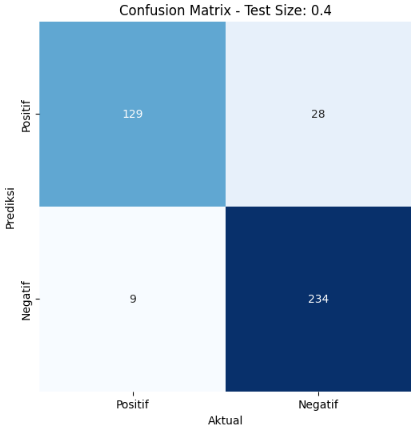 Confusion Matrix - Test Size: 0.4
Prediksi
Positif
129
28
Negatif
9
234
Positif
Negatif
Aktual